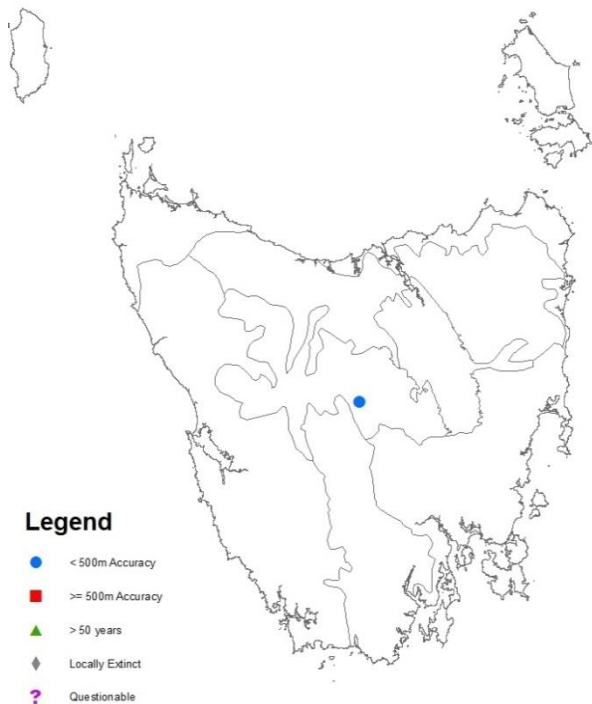 Legend
< 500m Accuracy
>= 500m Accuracy
> 50 years
Locally Extinct
? Questionable